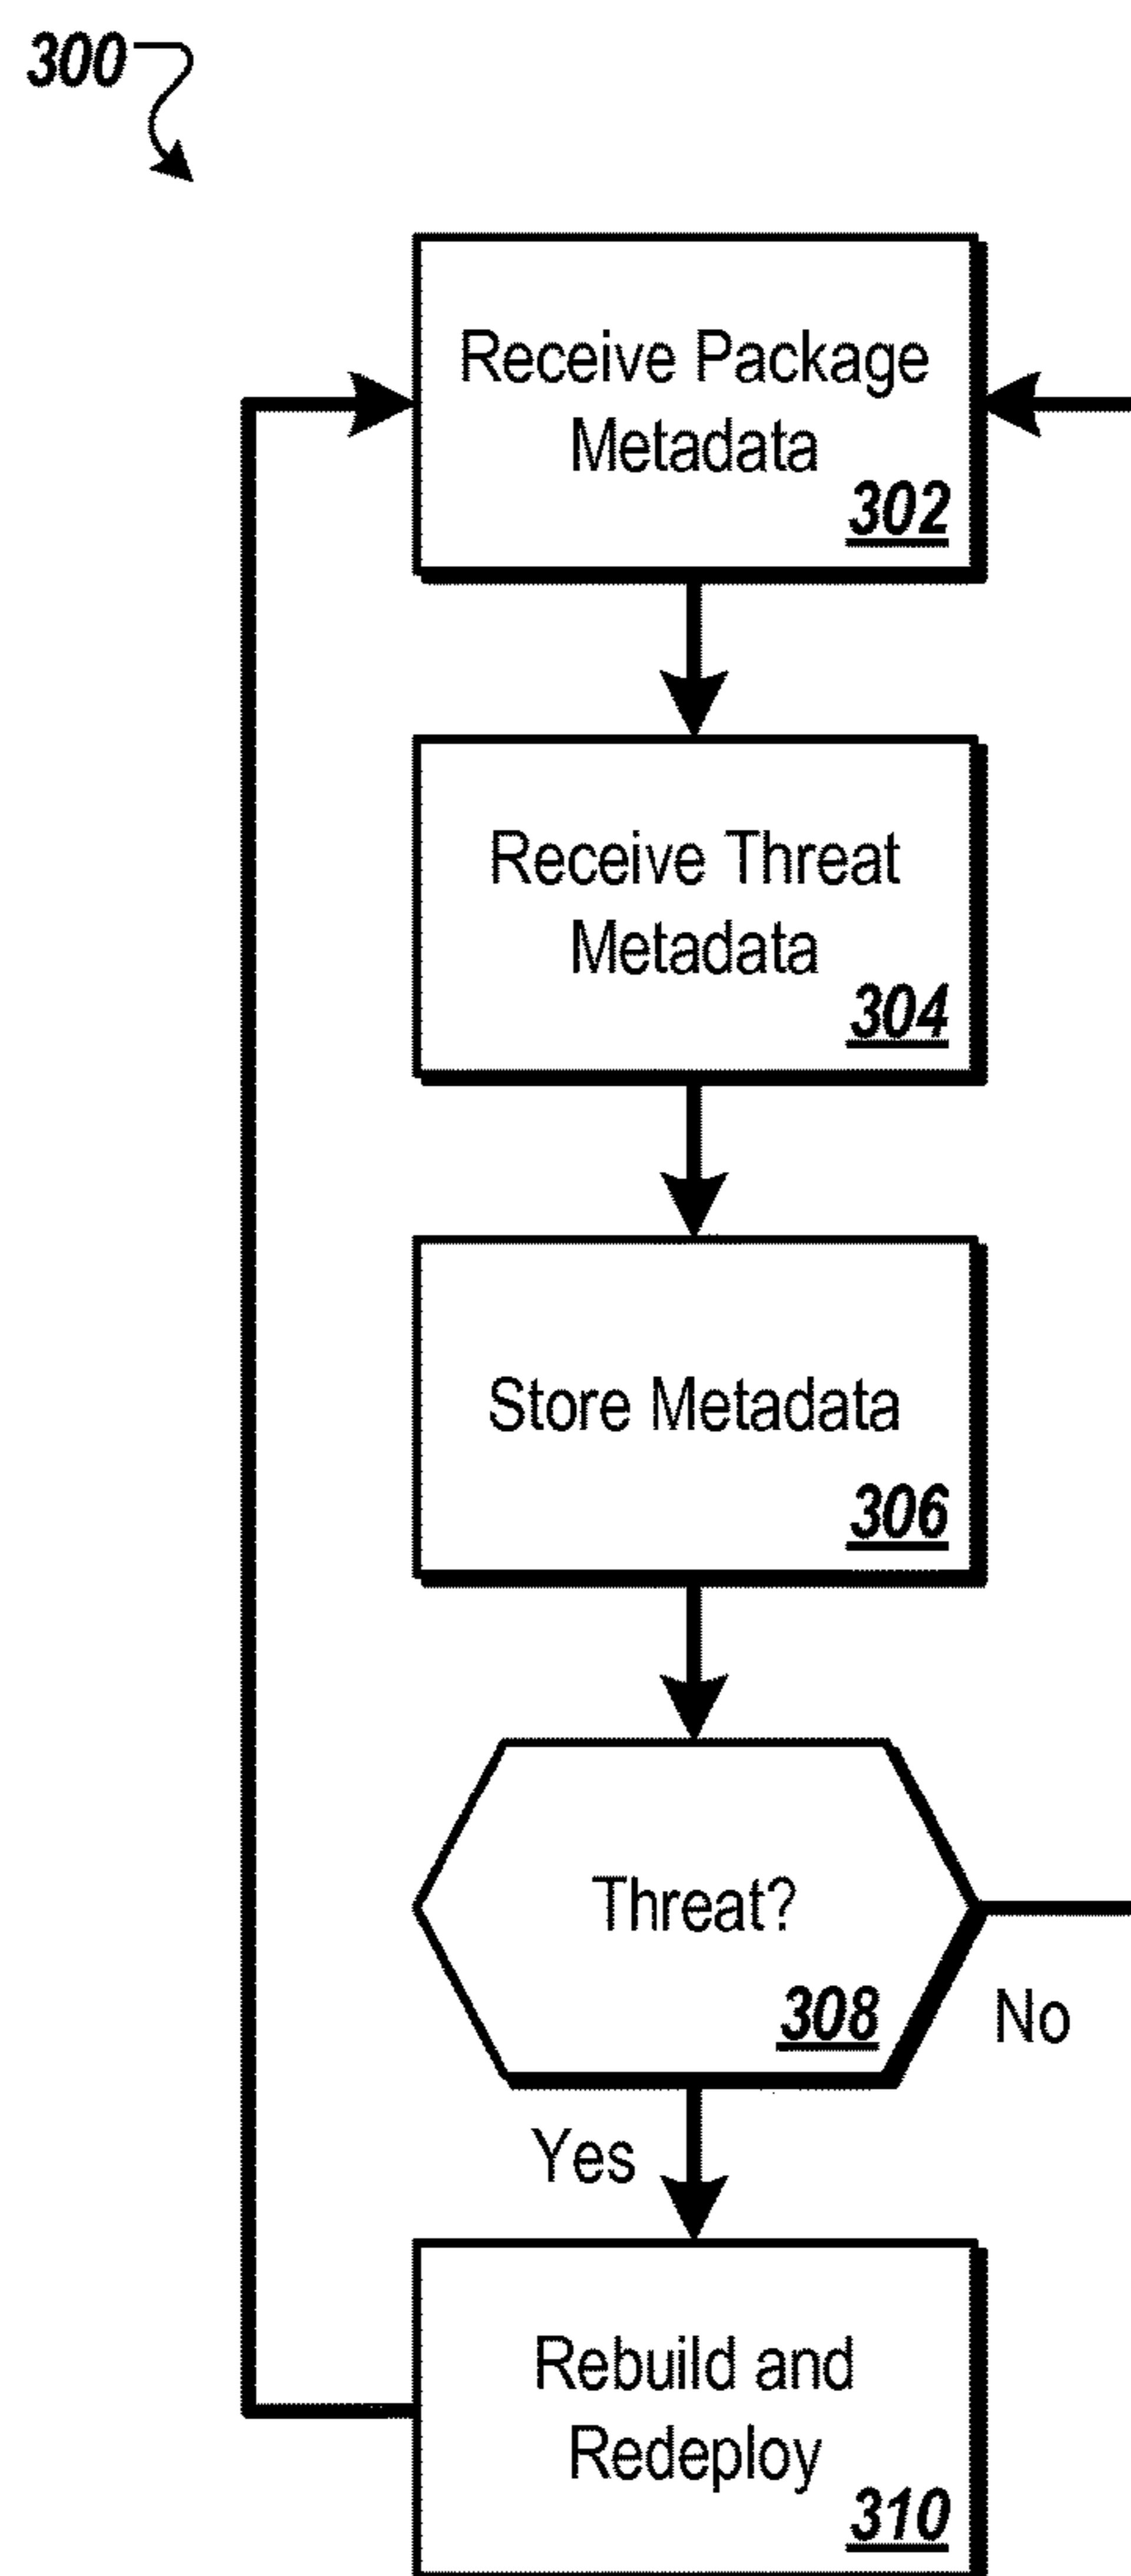 300
Receive Package
Metadata
302
Receive Threat
Metadata
304
Store Metadata
306
Threat?
308
No
Yes
Rebuild and
Redeploy
310